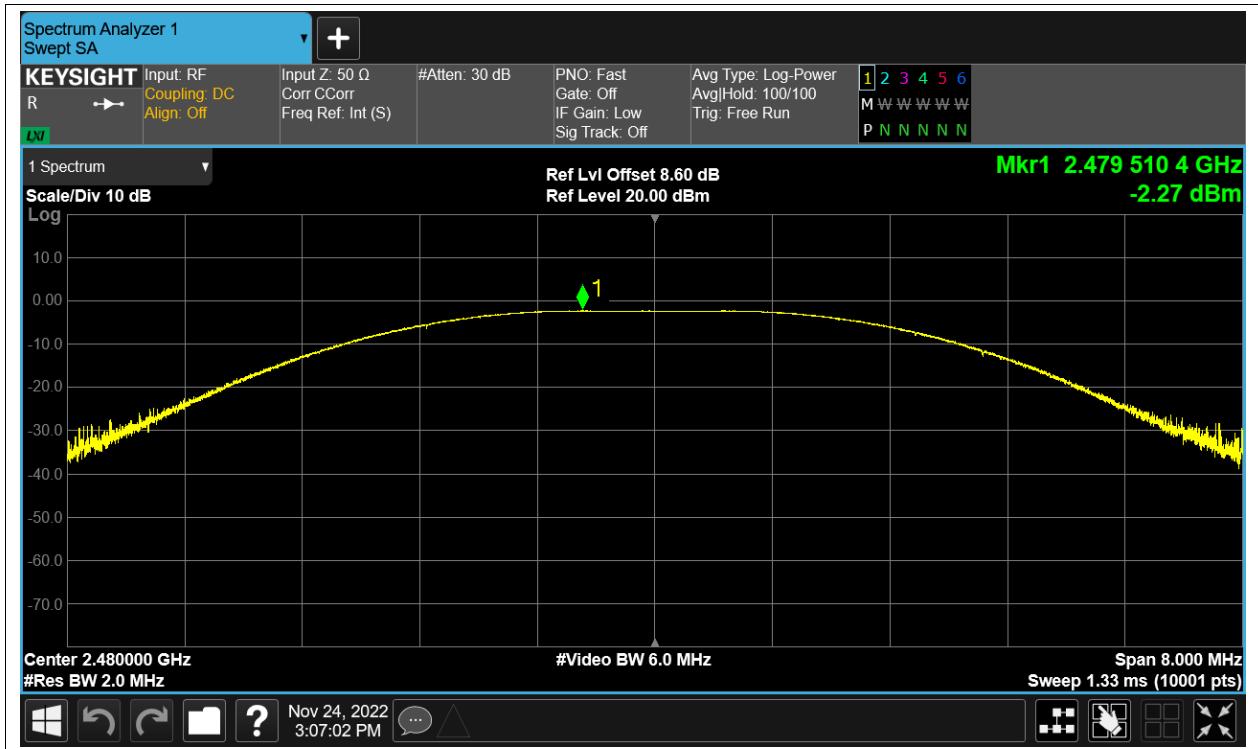 Spectrum Analyzer 1
Swept SA
KEYSIGHT
R
LXI
Input: RF
Coupling: DC
Align: Off
Input Z: 50 Ω
Corr CCorr
Freq Ref: Int (S)
#Atten: 30 dB
PNO: Fast
Gate: Off
IF Gain: Low
Sig Track: Off
Avg Type: Log-Power
Avg|Hold: 100/100
Trig: Free Run
1 2 3 4 5 6
M W W W W W
P N N N N N
1 Spectrum
Scale/Div 10 dB
Log
Ref Lvl Offset 8.60 dB
Ref Level 20.00 dBm
Mkr1 2.479 510 4 GHz
-2.27 dBm
10.0
0.00
-10.0
-20.0
-30.0
-40.0
-50.0
-60.0
-70.0
1
Center 2.480000 GHz
#Res BW 2.0 MHz
#Video BW 6.0 MHz
Span 8.000 MHz
Sweep 1.33 ms (10001 pts)
?
Nov 24, 2022
3:07:02 PM